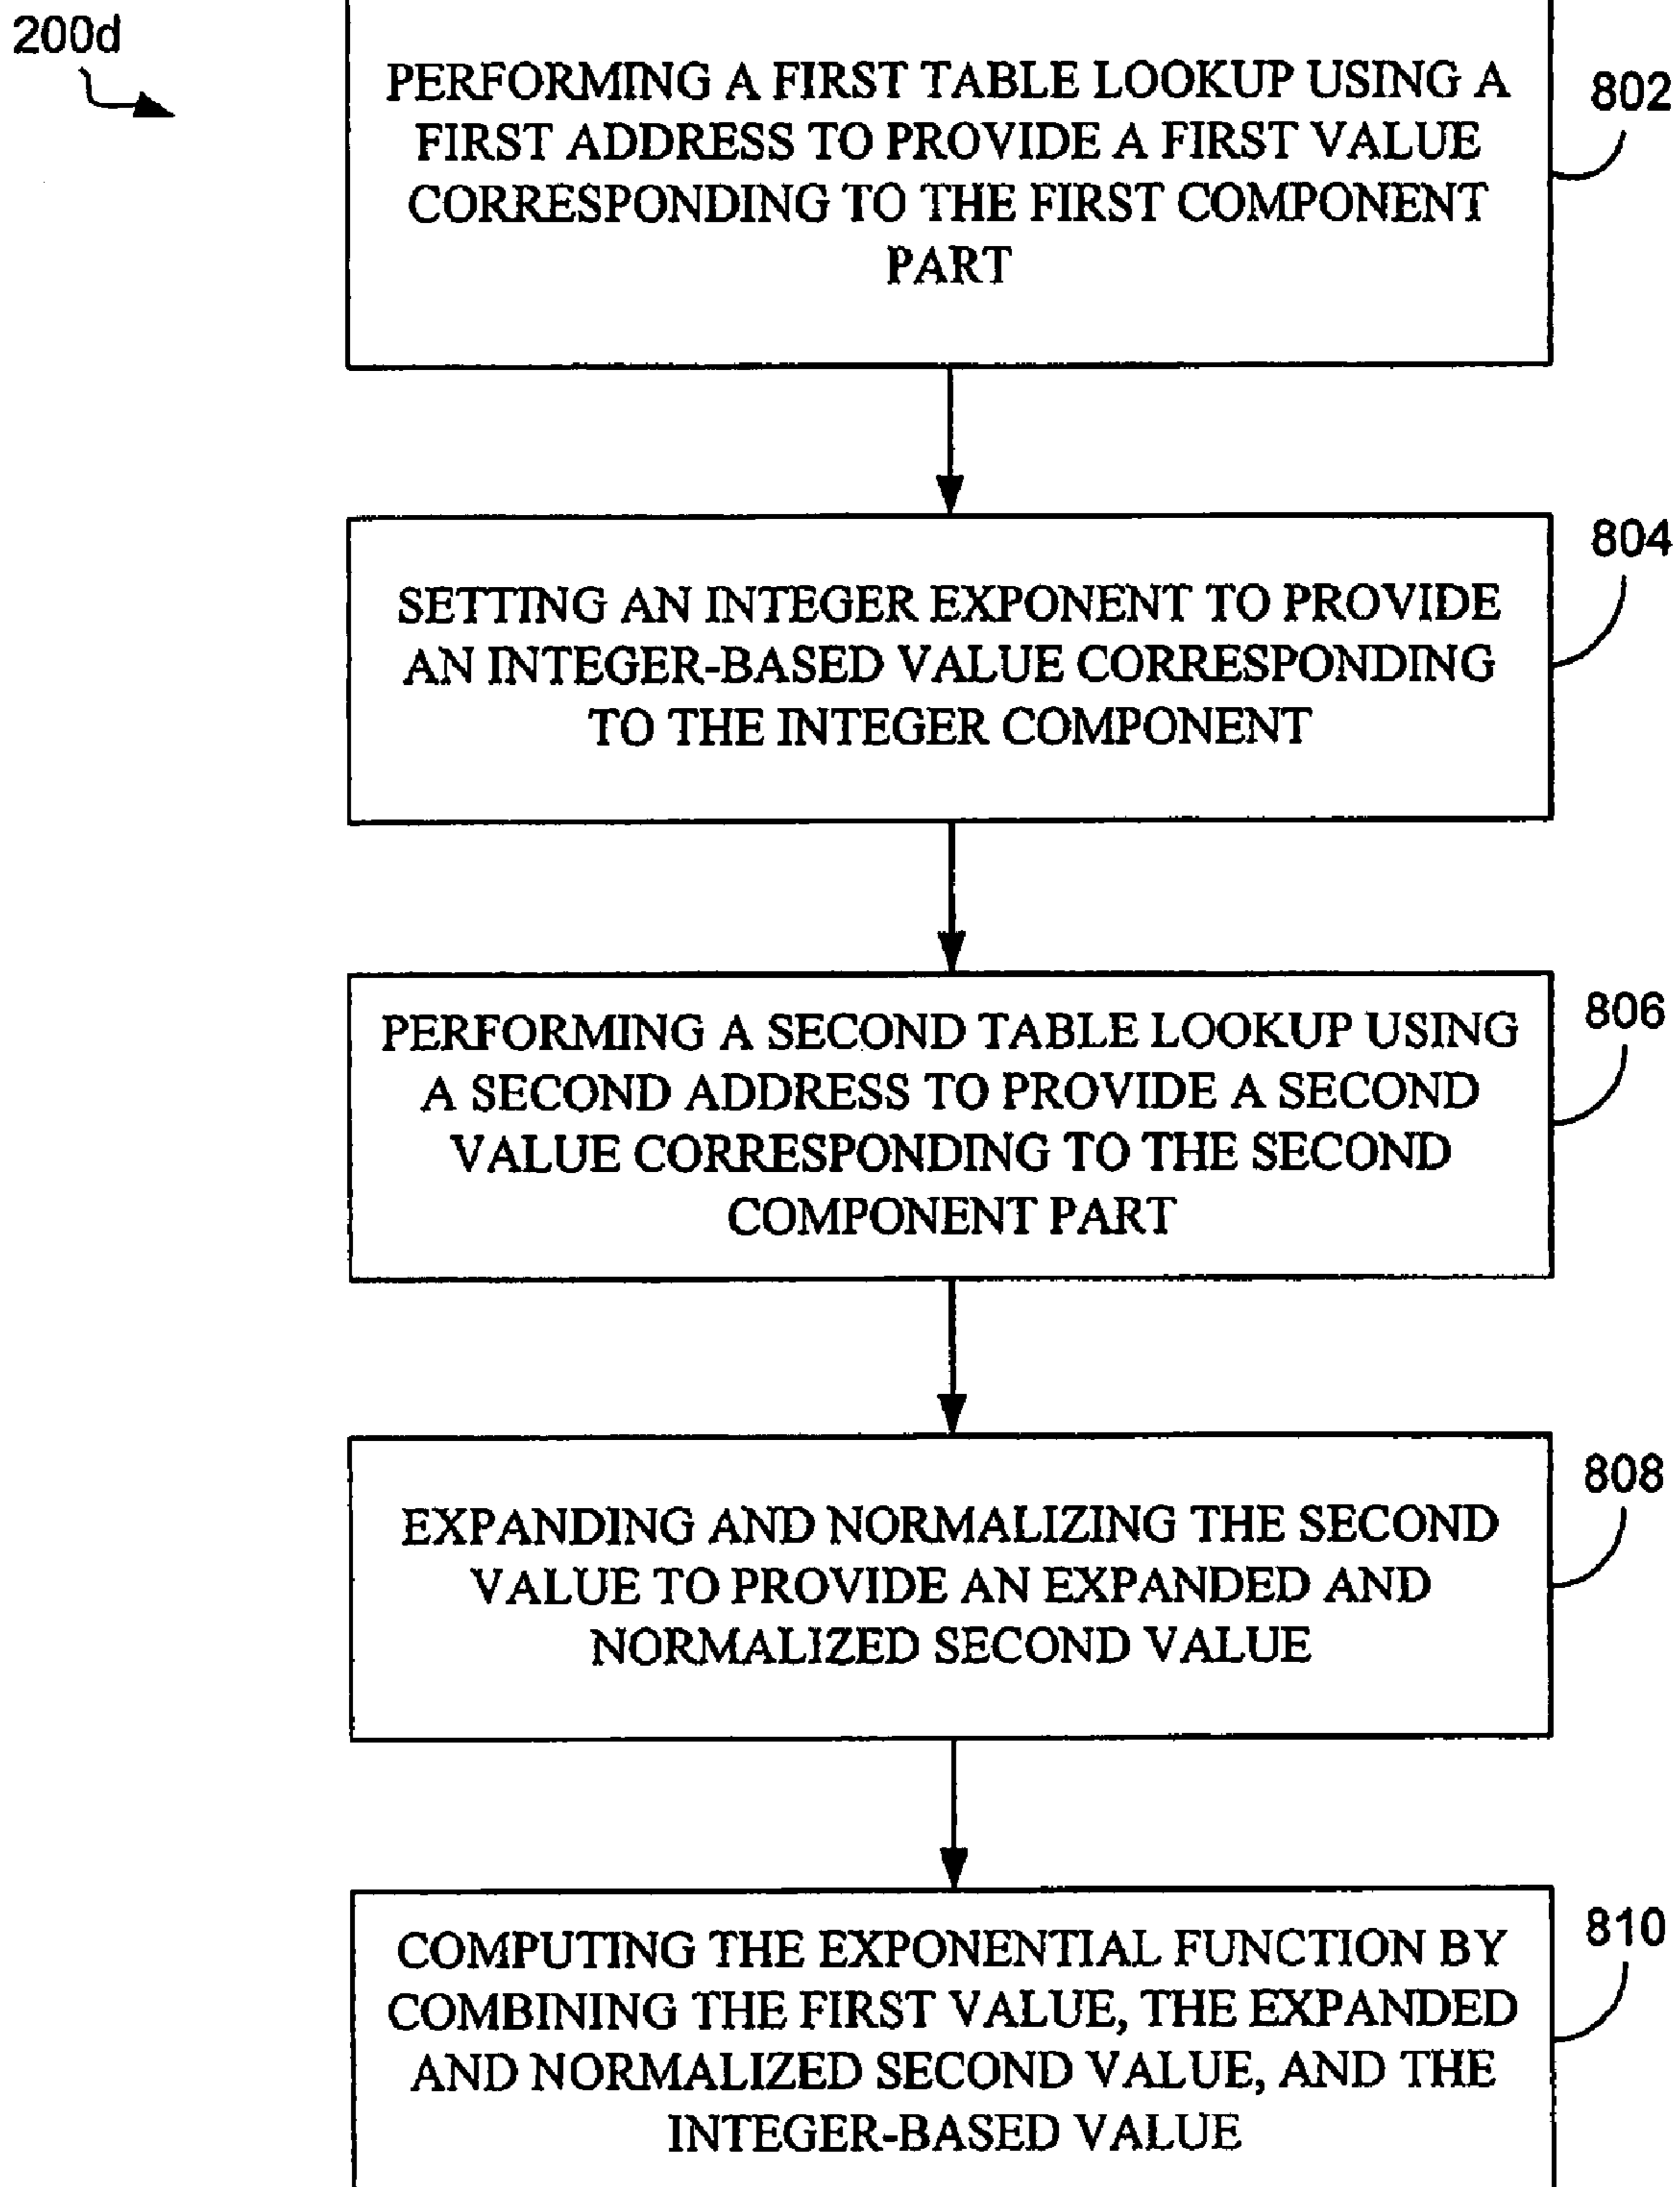 200d
PERFORMING A FIRST TABLE LOOKUP USING A
FIRST ADDRESS TO PROVIDE A FIRST VALUE
CORRESPONDING TO THE FIRST COMPONENT
PART
802
SETTING AN INTEGER EXPONENT TO PROVIDE
AN INTEGER-BASED VALUE CORRESPONDING
TO THE INTEGER COMPONENT
804
PERFORMING A SECOND TABLE LOOKUP USING
A SECOND ADDRESS TO PROVIDE A SECOND
VALUE CORRESPONDING TO THE SECOND
COMPONENT PART
806
EXPANDING AND NORMALIZING THE SECOND
VALUE TO PROVIDE AN EXPANDED AND
NORMALIZED SECOND VALUE
808
COMPUTING THE EXPONENTIAL FUNCTION BY
COMBINING THE FIRST VALUE, THE EXPANDED
AND NORMALIZED SECOND VALUE, AND THE
INTEGER-BASED VALUE
810